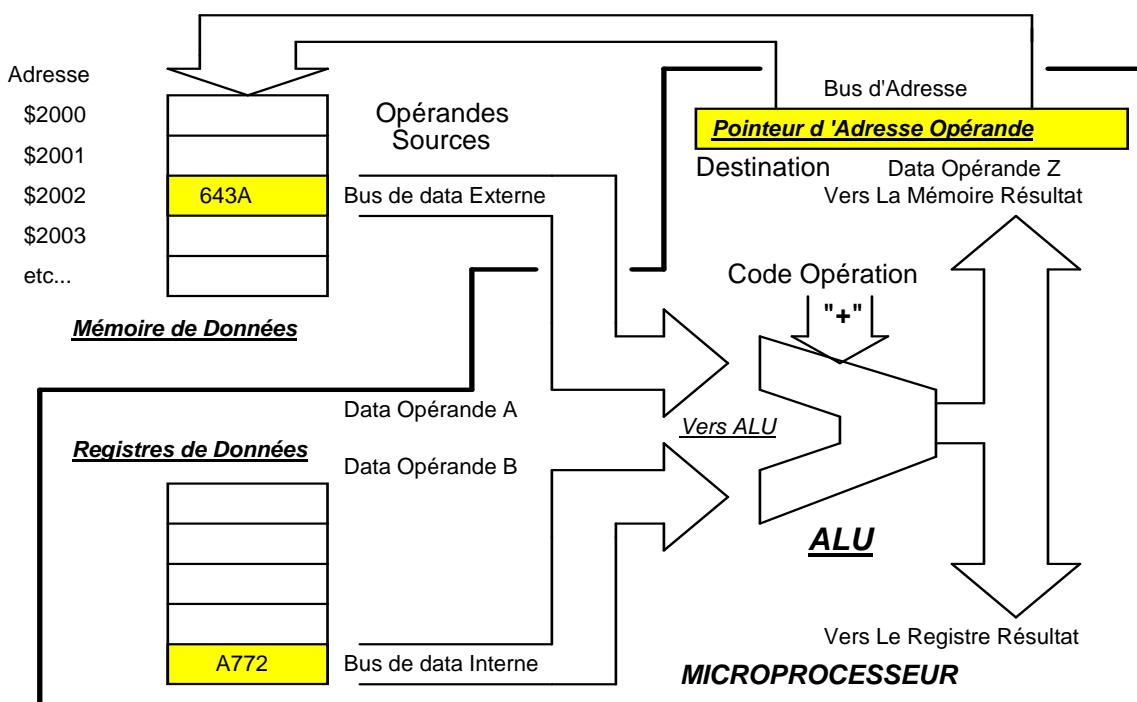 Adresse
$2000
$2001
$2002
$2003
etc...
643A
Mémoire de Données
Opérandes
Sources
Bus de data Externe
Bus d'Adresse
Pointeur d 'Adresse Opérande
Destination
Data Opérande Z
Vers La Mémoire Résultat
Code Opération
"+"
Data Opérande A
Vers ALU
Registres de Données
Data Opérande B
ALU
A772
Bus de data Interne
Vers Le Registre Résultat
MICROPROCESSEUR